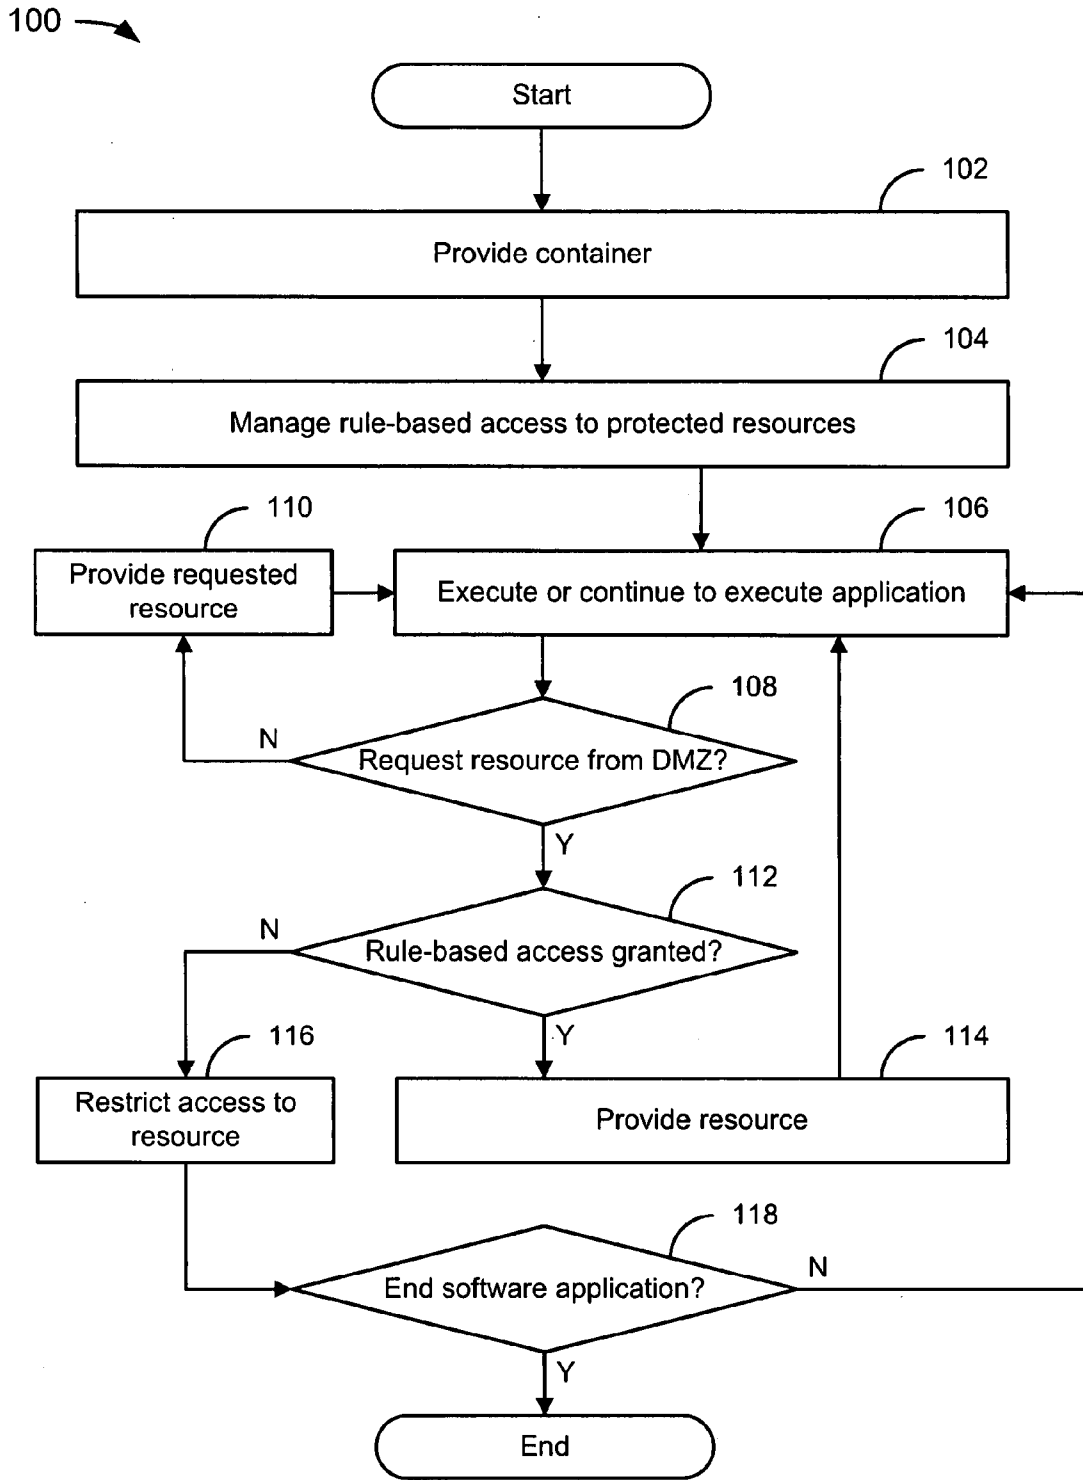 100
Start
102
Provide container
104
Manage rule-based access to protected resources
110
106
Provide requested
resource
Execute or continue to execute application
108
N
Request resource from DMZ?
Y
112
N
Rule-based access granted?
Y
116
114
Restrict access to
resource
Provide resource
118
End software application?
N
Y
End